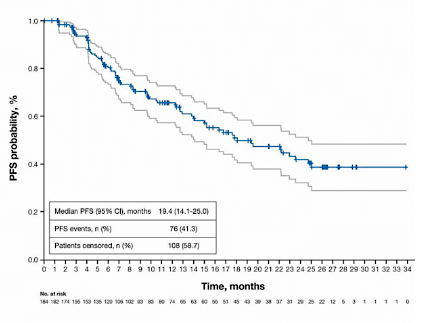 PFS probability, %
1.0
0.8
0.6
0.4
0.2
0.0
Median PFS (95% CI), months 19.4 (14.1-25.0)
PFS events, n (%) 76 (41.3)
Patients censored, n (%) 108 (58.7)
0 1 2 3 4 5 6 7 8 9 10 11 12 13 14 15 16 17 18 19 20 21 22 23 24 25 26 27 28 29 30 31 32 33 34
Time, months
No. at risk
184 182 174 155 153 135 120 109 102 93 83 80 74 65 63 60 55 50 45 43 39 38 37 31 29 25 22 12 5 3 1 1 1 1 0